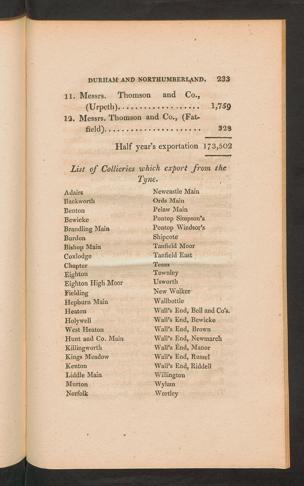 DURHAM AND NORTHUMBERLAND. 233
11. Messrs. Thomson and Co.,
(Urpeth).................. 1,759
12. Messrs. Thomson and Co., (Fat-
field)..................... 328
Half year's exportation 173,502
List of Collieries which export from the
Tyne.
Adairs
Backworth
Benton
Bewicke
Brandling Main
Burdon
Bishop Main
Coxlodge
Chapter
Eighton
Eighton High Moor
Fielding
Hepburn Main
Heaton
Holywell
West Heaton
Hunt and Co. Main
Killingworth
Kings Meadow
Kenton
Liddle Main
Murton
Norfolk
Newcastle Main
Ords Main
Pelaw Main
Pontop Simpson's
Pontop Windsor's
Shipcote
Tanfield Moor
Tanfield East
Team
Townley
Usworth
New Walker
Wallbottle
Wall's End, Bell and Co's.
Wall's End, Bewicke
Wall's End, Brown
Wall's End, Newmarch
Wall's End, Manor
Wall's End, Russel
Wall's End, Riddell
Willington
Wylam
Wortley